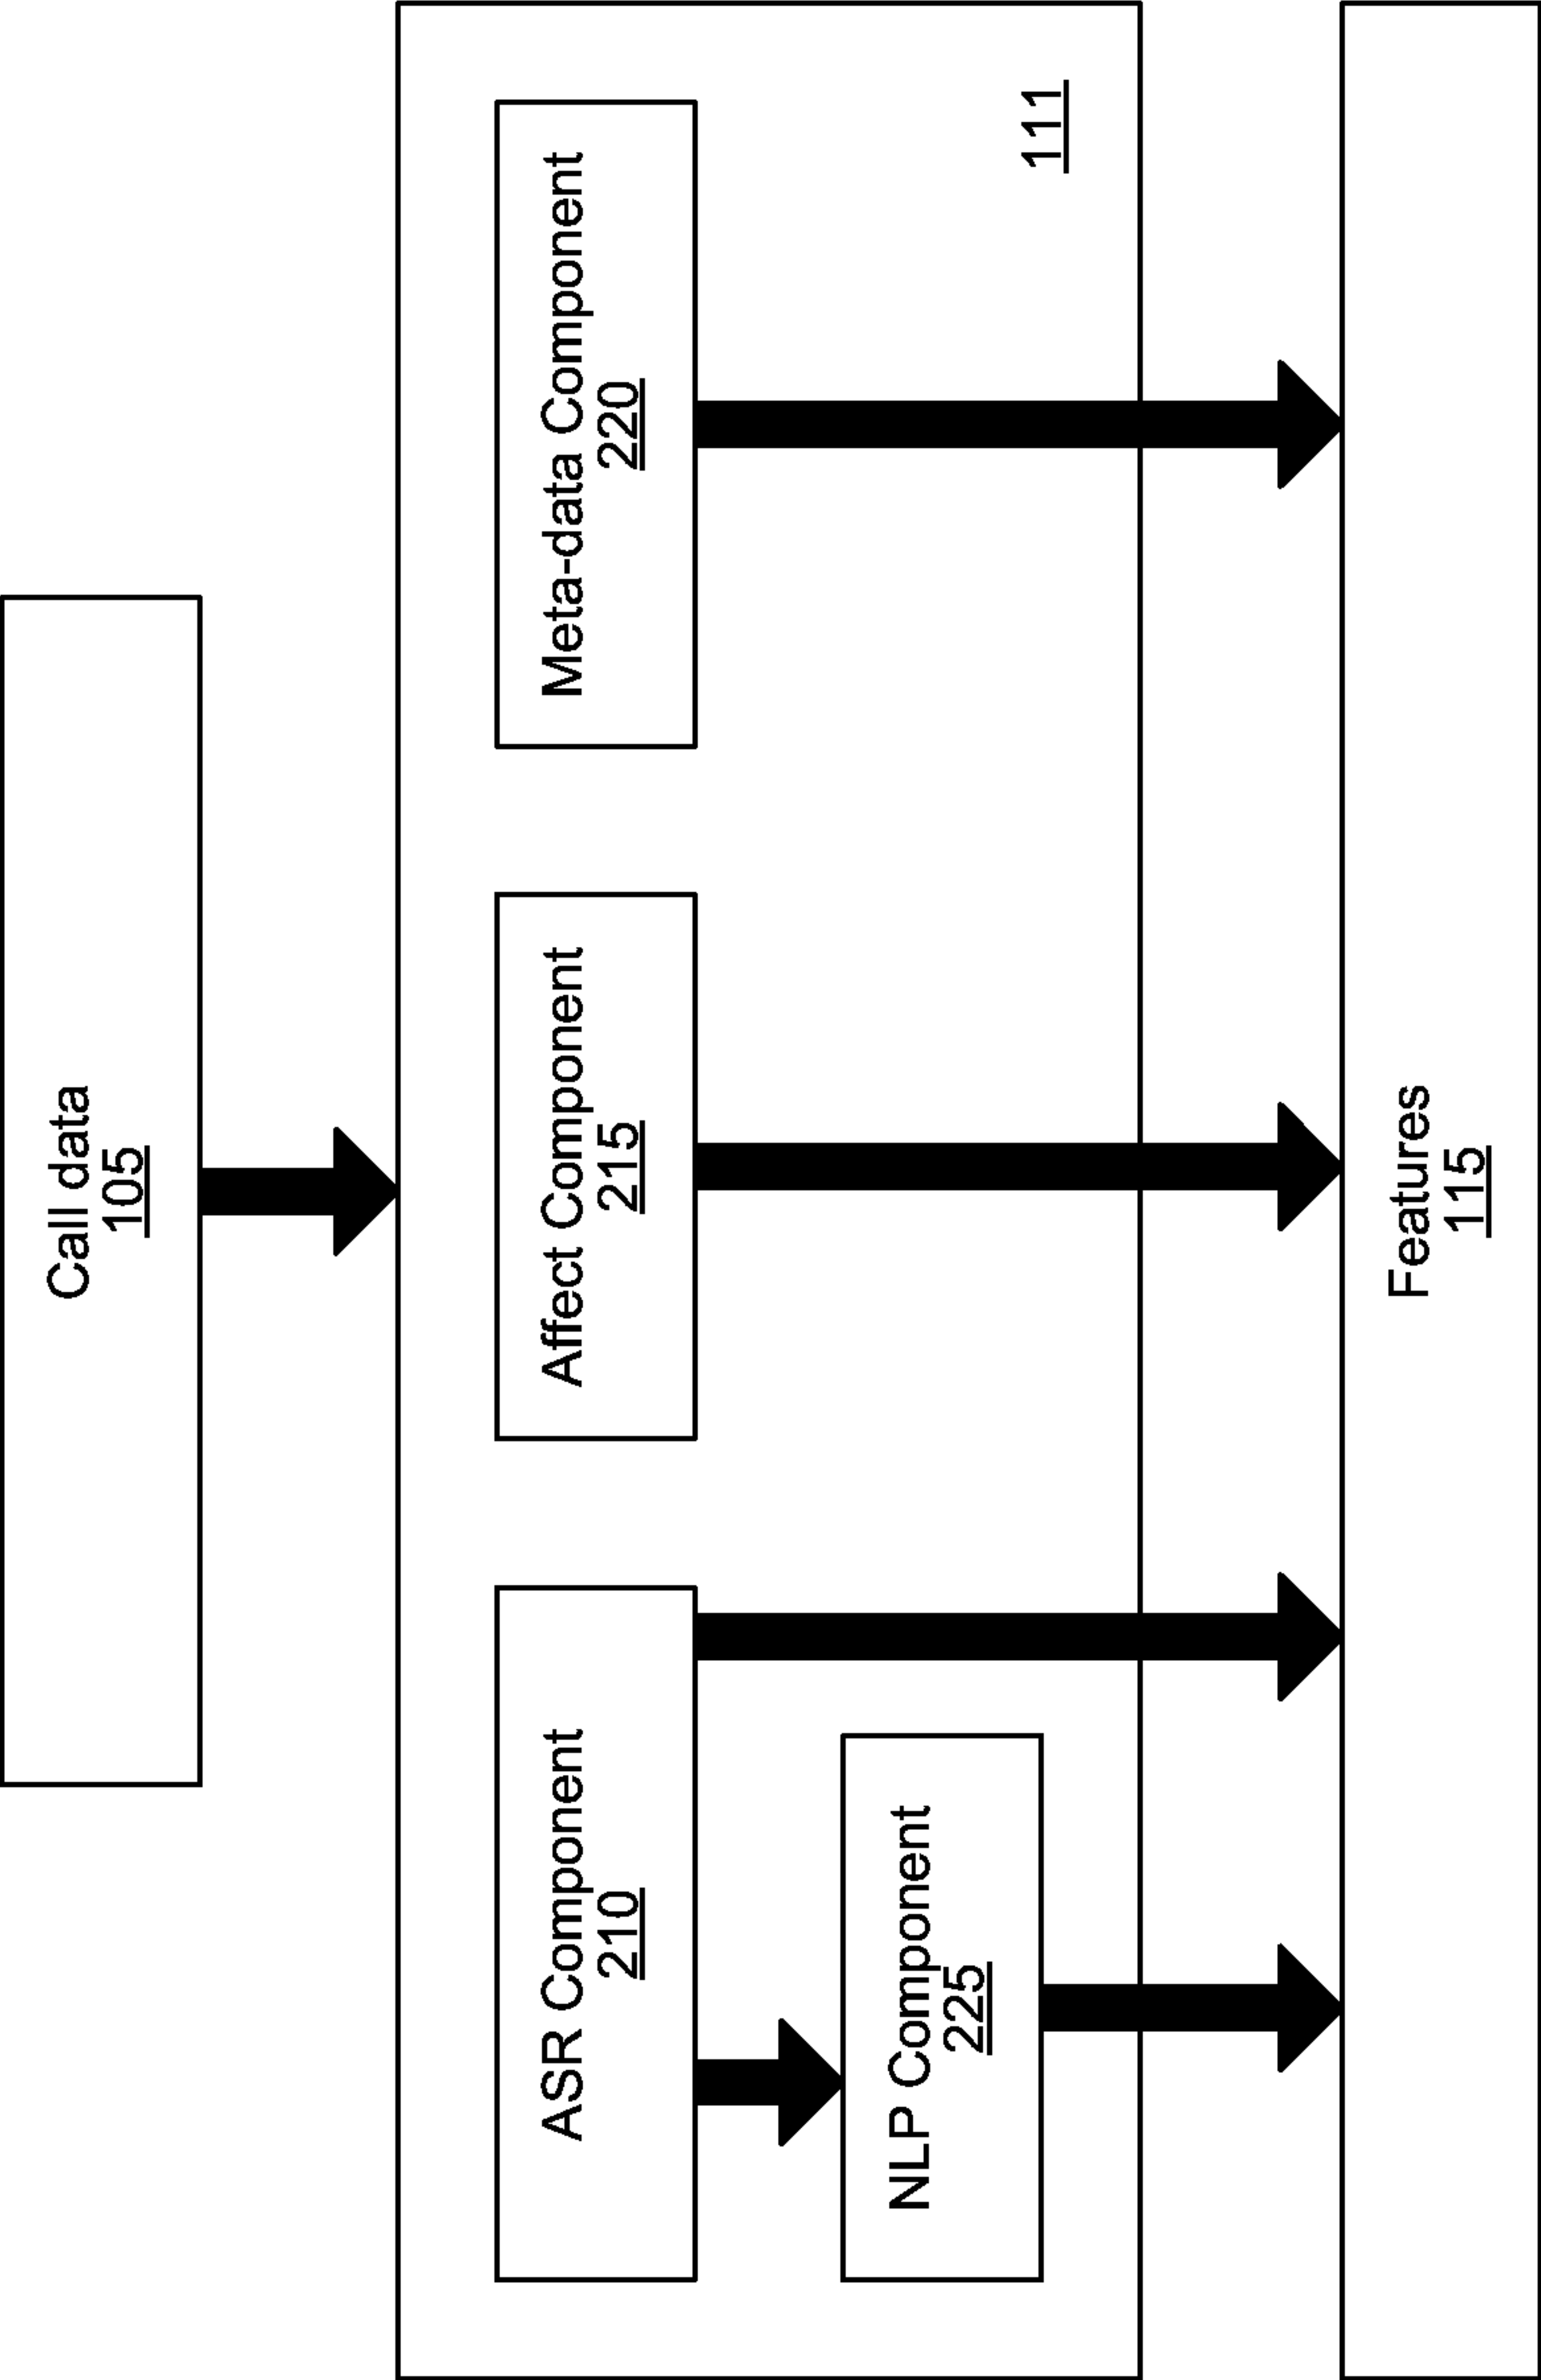 Call data
105
ASR Component
210
Affect Component
215
Meta-data Component
220
NLP Component
225
111
Features
115